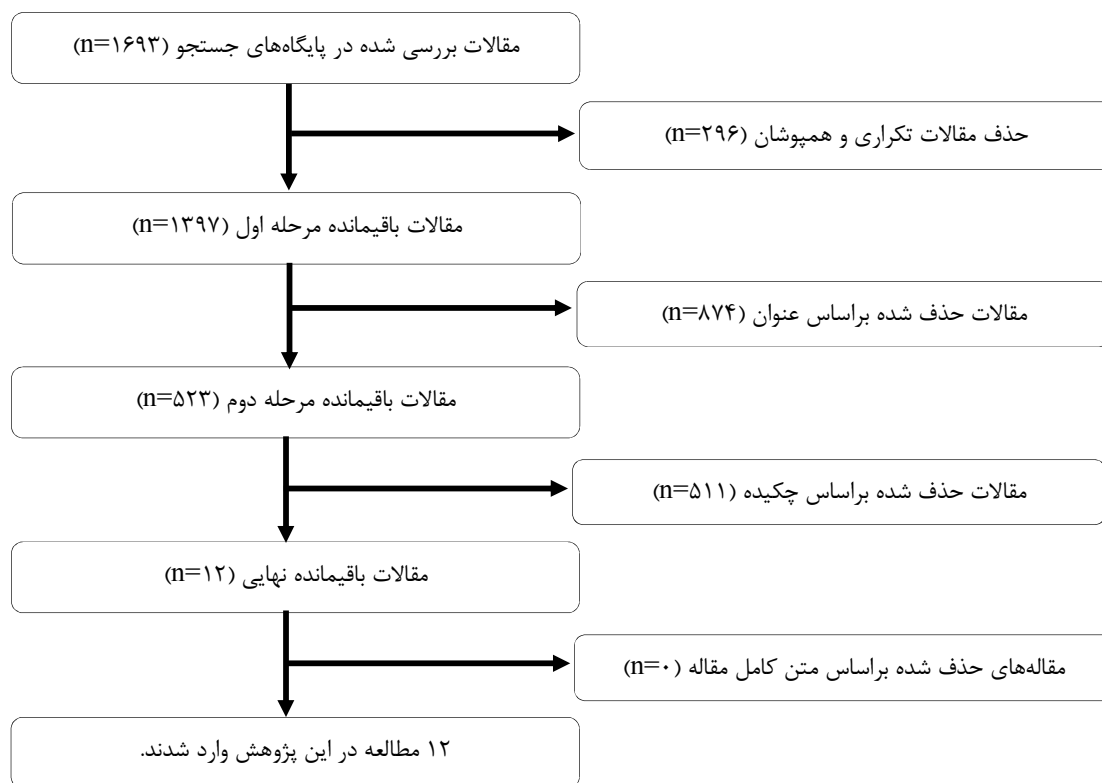 مقالات بررسی شده در پایگاه‌های جستجو (n=۱۶۹۳)
حذف مقالات تکراری و همپوشان (n=۲۹۶)
مقالات باقیمانده مرحله اول (n=۱۳۹۷)
مقالات حذف شده براساس عنوان (n=۸۷۴)
مقالات باقیمانده مرحله دوم (n=۵۲۳)
مقالات حذف شده براساس چکیده (n=۵۱۱)
مقالات باقیمانده نهایی (n=۱۲)
مقاله‌های حذف شده براساس متن کامل مقاله (n=۰)
۱۲ مطالعه در این پژوهش وارد شدند.